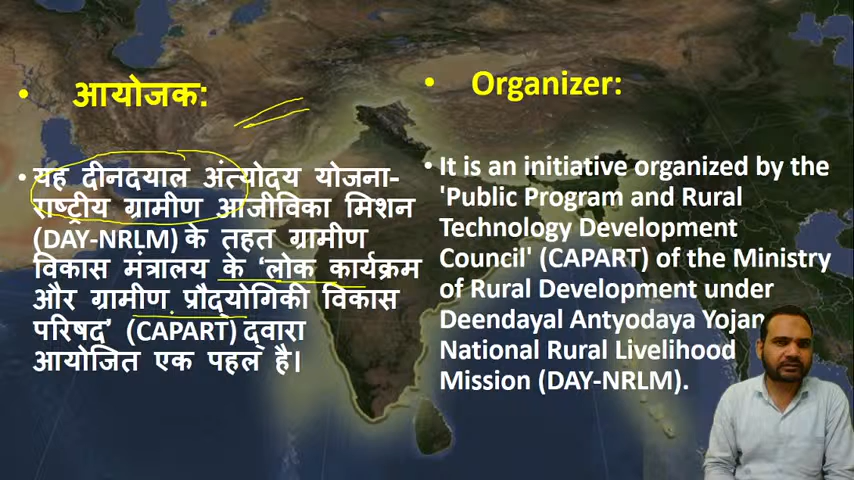 आयोजक:
यह दीनदयाल अंत्योदय योजना-
राष्ट्रीय ग्रामीण आजीविका मिशन
(DAY-NRLM) के तहत ग्रामीण
विकास मंत्रालय के ‘लोक कार्यक्रम
और ग्रामीण प्रौद्योगिकी विकास
परिषद’ (CAPART) द्वारा
आयोजित एक पहल है।
Organizer:
It is an initiative organized by the
'Public Program and Rural
Technology Development
Council' (CAPART) of the Ministry
of Rural Development under
Deendayal Antyodaya Yojan
National Rural Livelihood
Mission (DAY-NRLM).